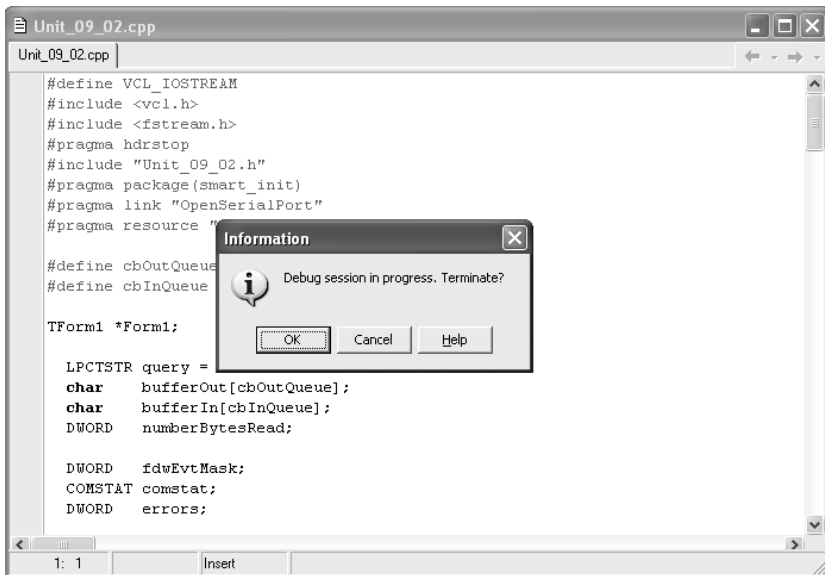 Unit_09_02.cpp
Unit_09_02.cpp
#define VCL_IOSTREAM
#include <vcl.h>
#include <fstream.h>
#pragma hdrstop
#include "Unit_09_02.h"
#pragma package(smart_init)
#pragma link "OpenSerialPort"
#pragma resource "
#define cbOutQueue
#define cbInQueue
TForm1 *Form1;
LPCTSTR query =
char bufferOut[cbOutQueue];
char bufferIn[cbInQueue];
DWORD numberBytesRead;
DWORD fdwEvtMask;
COMSTAT comstat;
DWORD errors;
Information
Debug session in progress. Terminate?
OK Cancel Help
1: 1 Insert